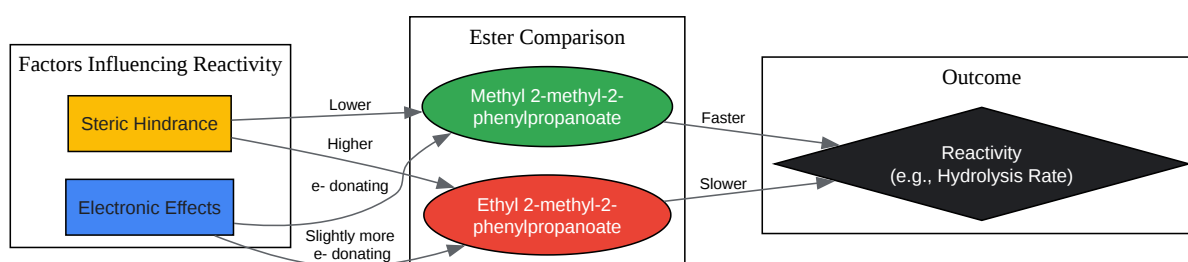 Factors Influencing Reactivity
Steric Hindrance
Electronic Effects
Lower
Higher
e- donating
Slightly more
e- donating
Ester Comparison
Methyl 2-methyl-2-
phenylpropanoate
Ethyl 2-methyl-2-
phenylpropanoate
Faster
Slower
Outcome
Reactivity
(e.g., Hydrolysis Rate)